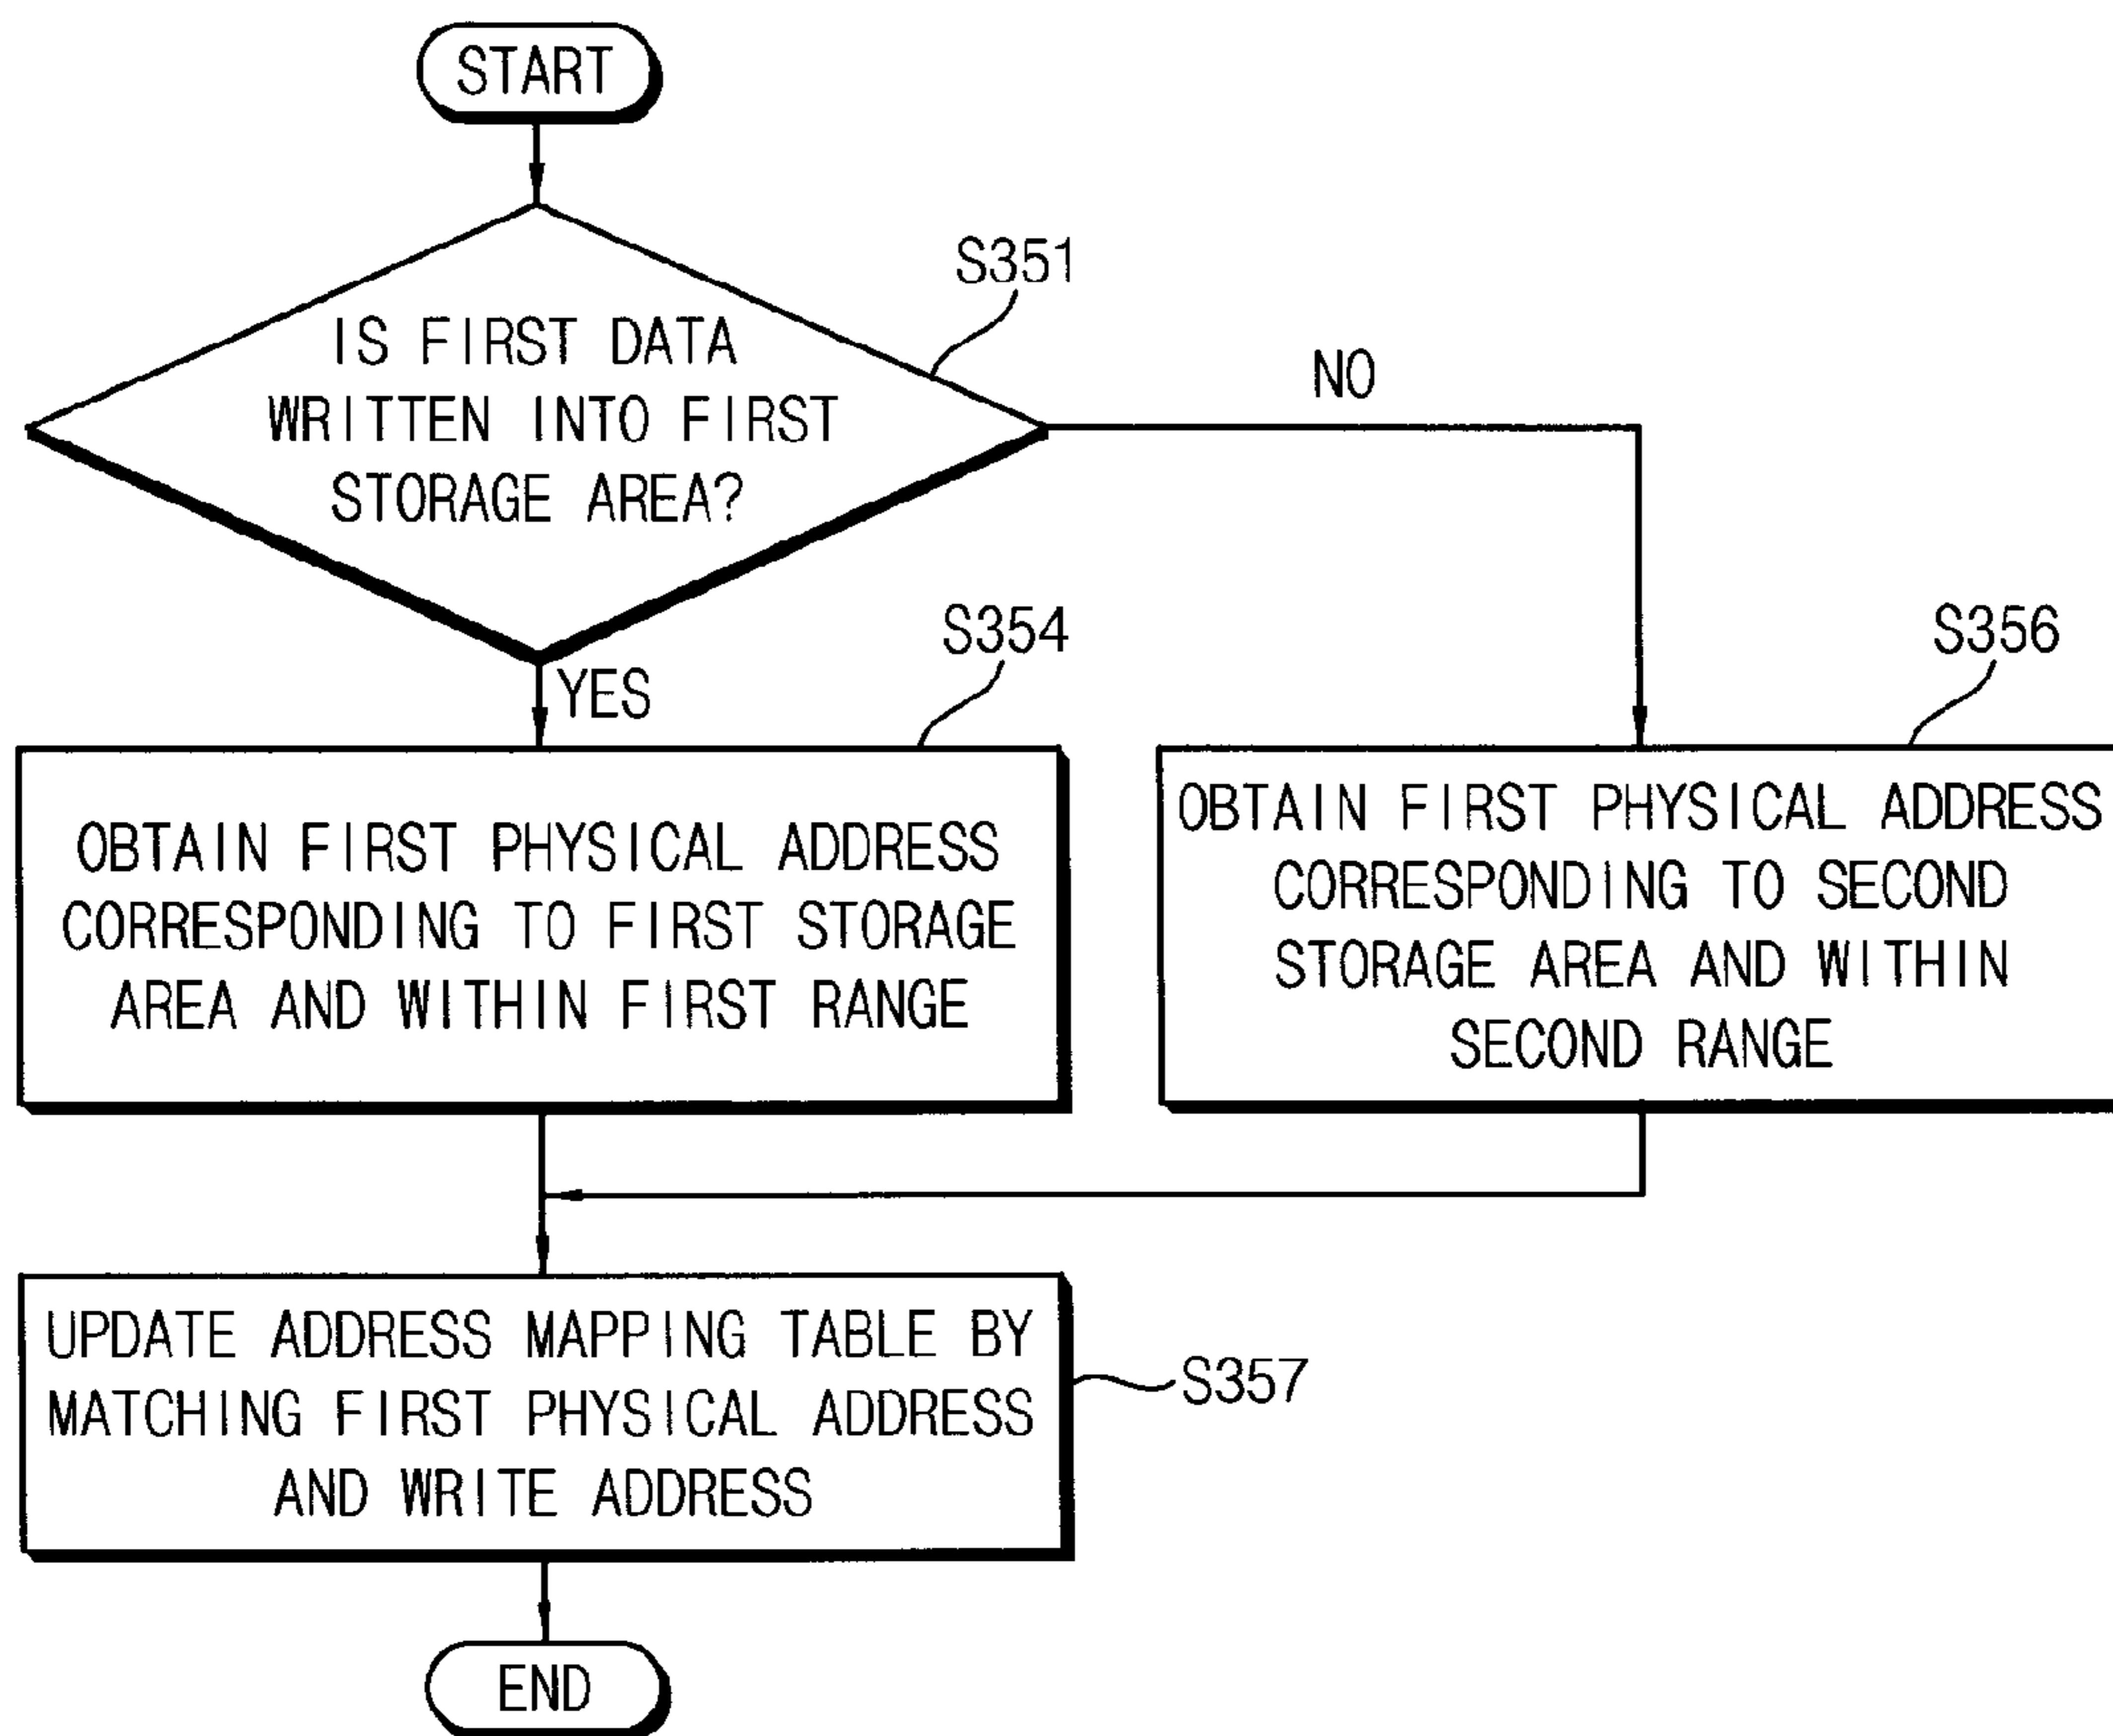 START
S351
IS FIRST DATA
WRITTEN INTO FIRST
STORAGE AREA?
NO
YES
S354
S356
OBTAIN FIRST PHYSICAL ADDRESS
CORRESPONDING TO FIRST STORAGE
AREA AND WITHIN FIRST RANGE
OBTAIN FIRST PHYSICAL ADDRESS
CORRESPONDING TO SECOND
STORAGE AREA AND WITHIN
SECOND RANGE
UPDATE ADDRESS MAPPING TABLE BY
MATCHING FIRST PHYSICAL ADDRESS
AND WRITE ADDRESS
S357
END